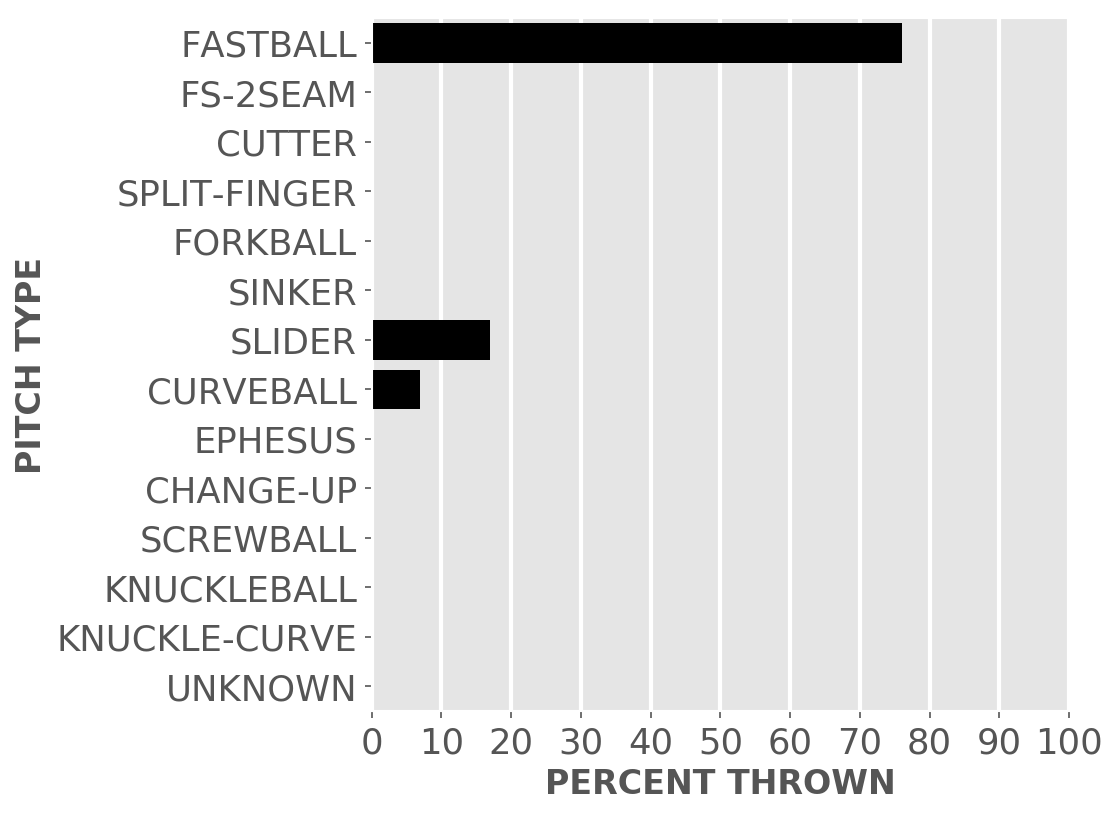 PITCH TYPE
FASTBALL
FS-2SEAM
CUTTER
SPLIT-FINGER
FORKBALL
SINKER
SLIDER
CURVEBALL
EPHESUS
CHANGE-UP
SCREWBALL
KNUCKLEBALL
KNUCKLE-CURVE
UNKNOWN
0 10 20 30 40 50 60 70 80 90 100
PERCENT THROWN